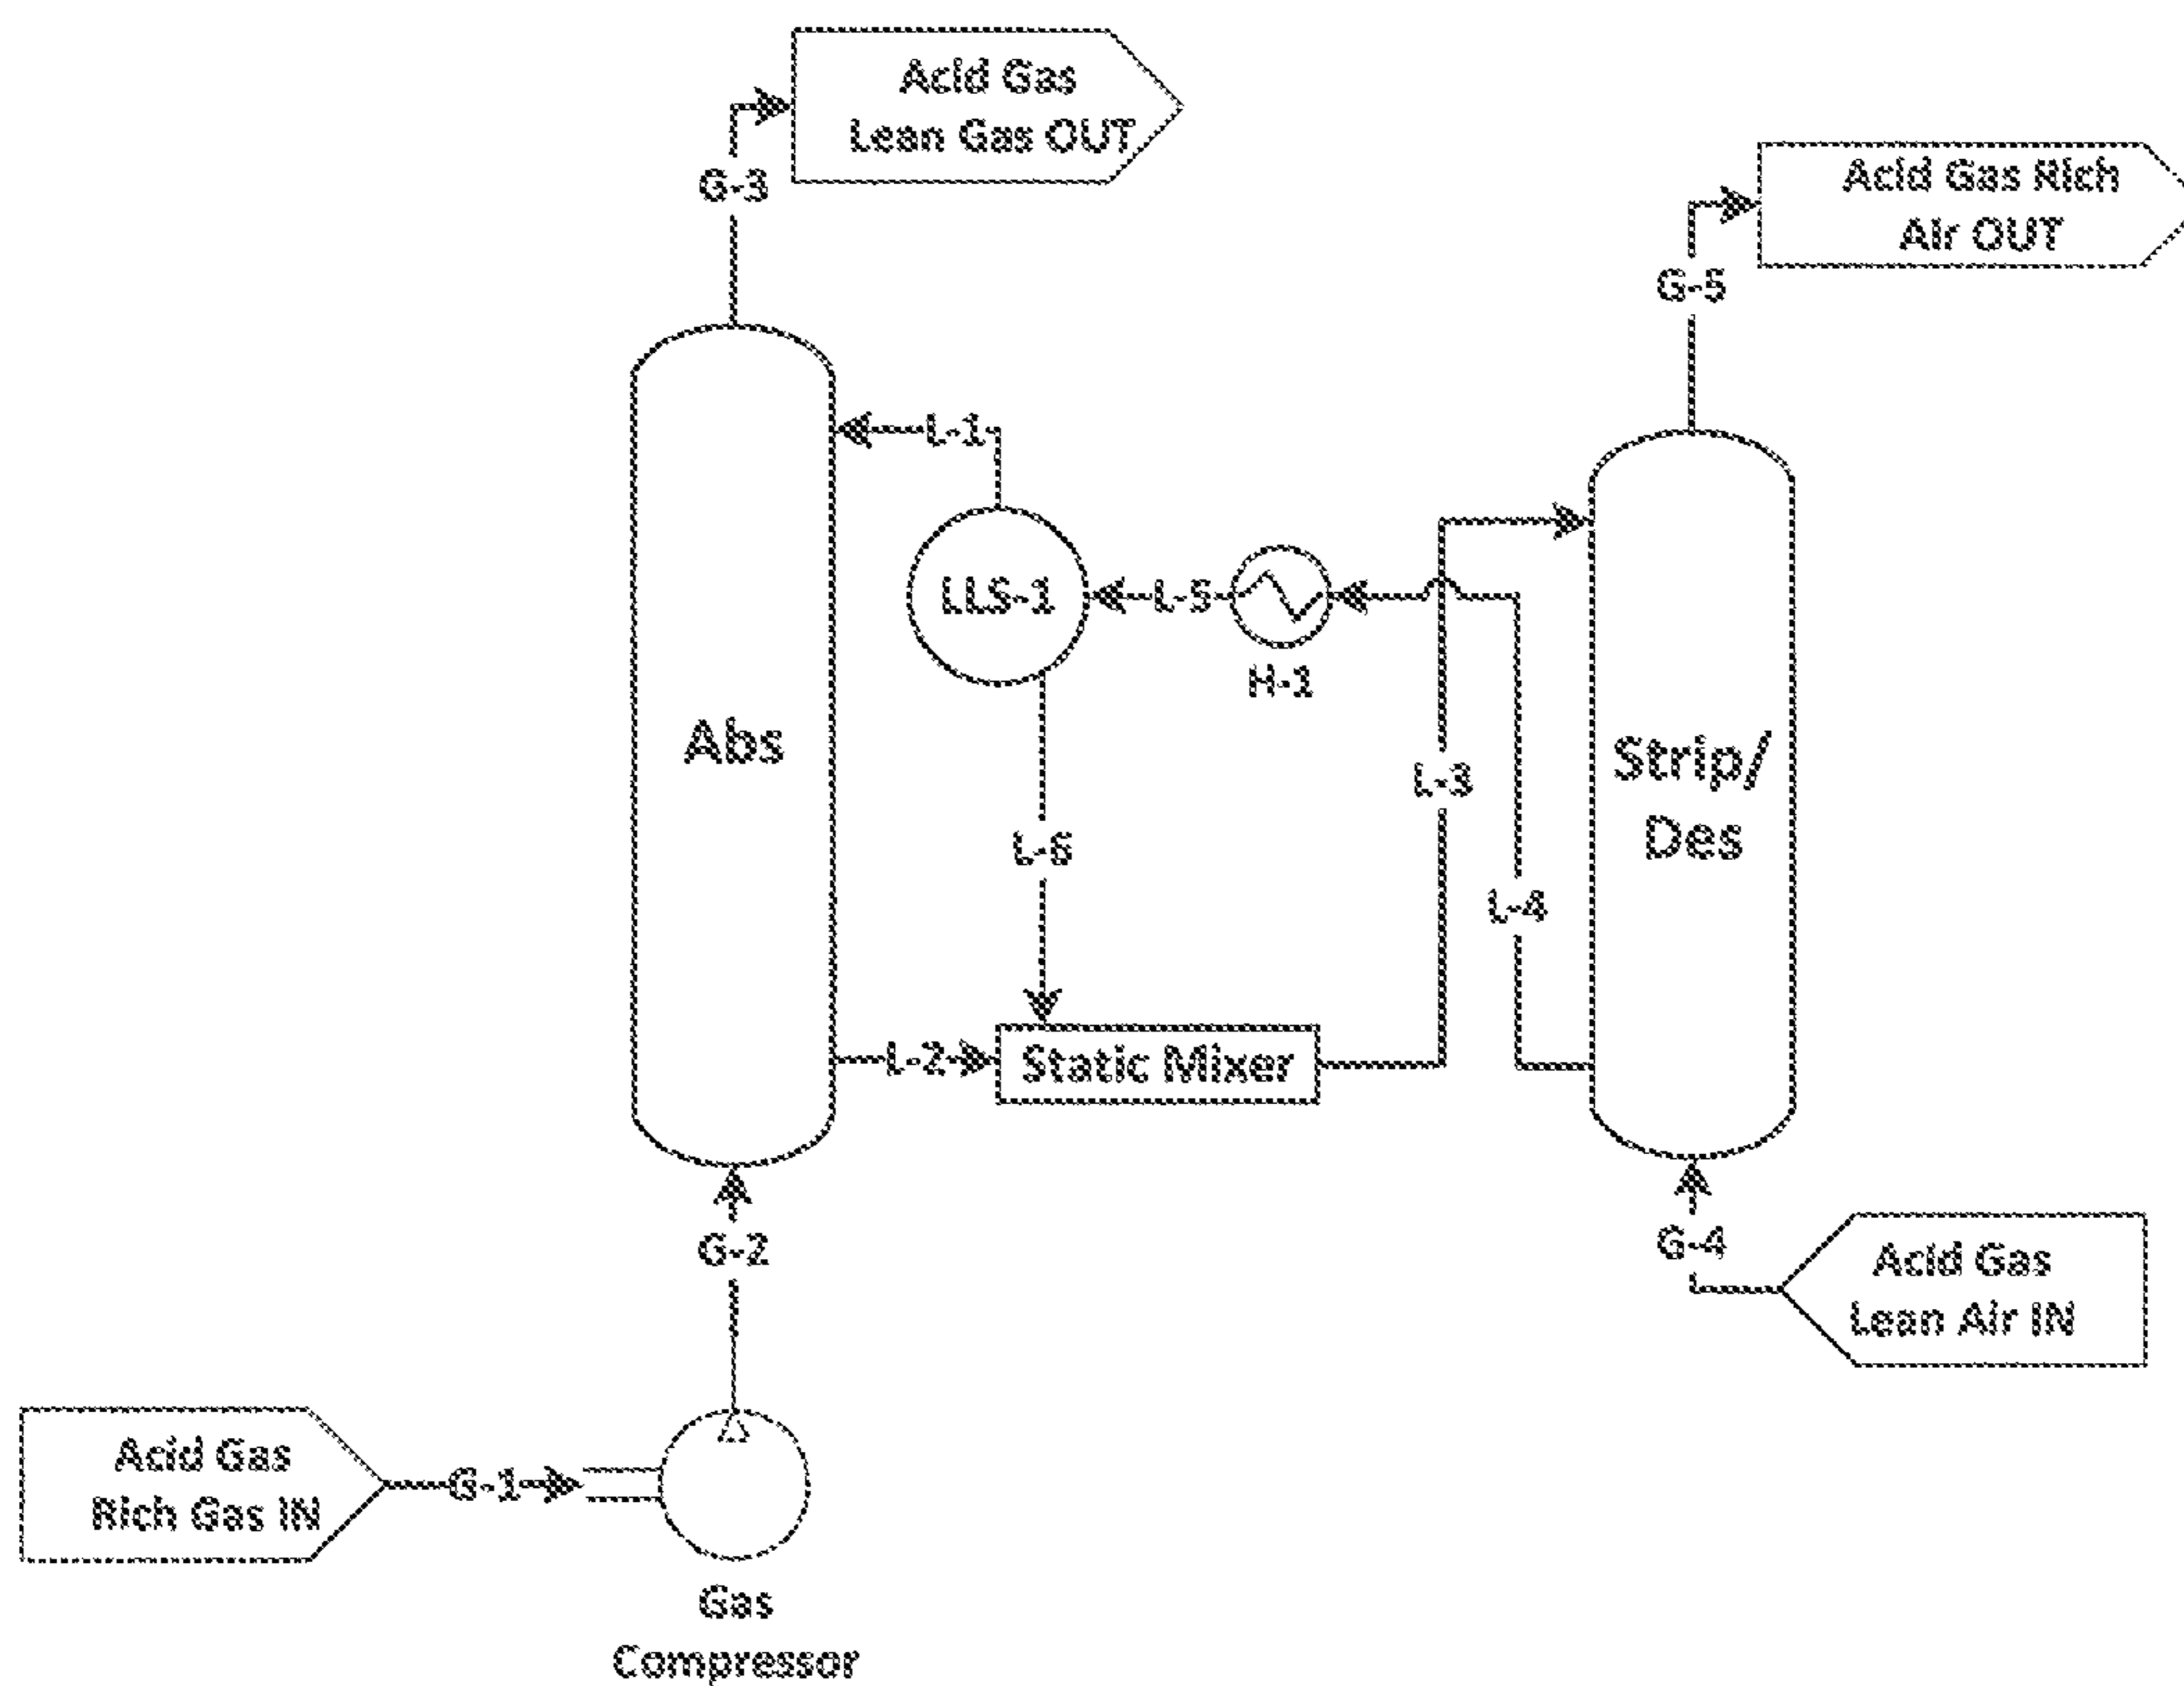 Acid Gas
Lean Gas OUT
G-3
Acid Gas Rich
Air OUT
G-5
L-1
LLS-1
L-5
H-1
Abs
Strip/
Des
L-3
L-6
L-4
L-2
Static Mixer
G-2
G-4
Acid Gas
Lean Air IN
Acid Gas
Rich Gas IN
G-1
Gas
Compressor